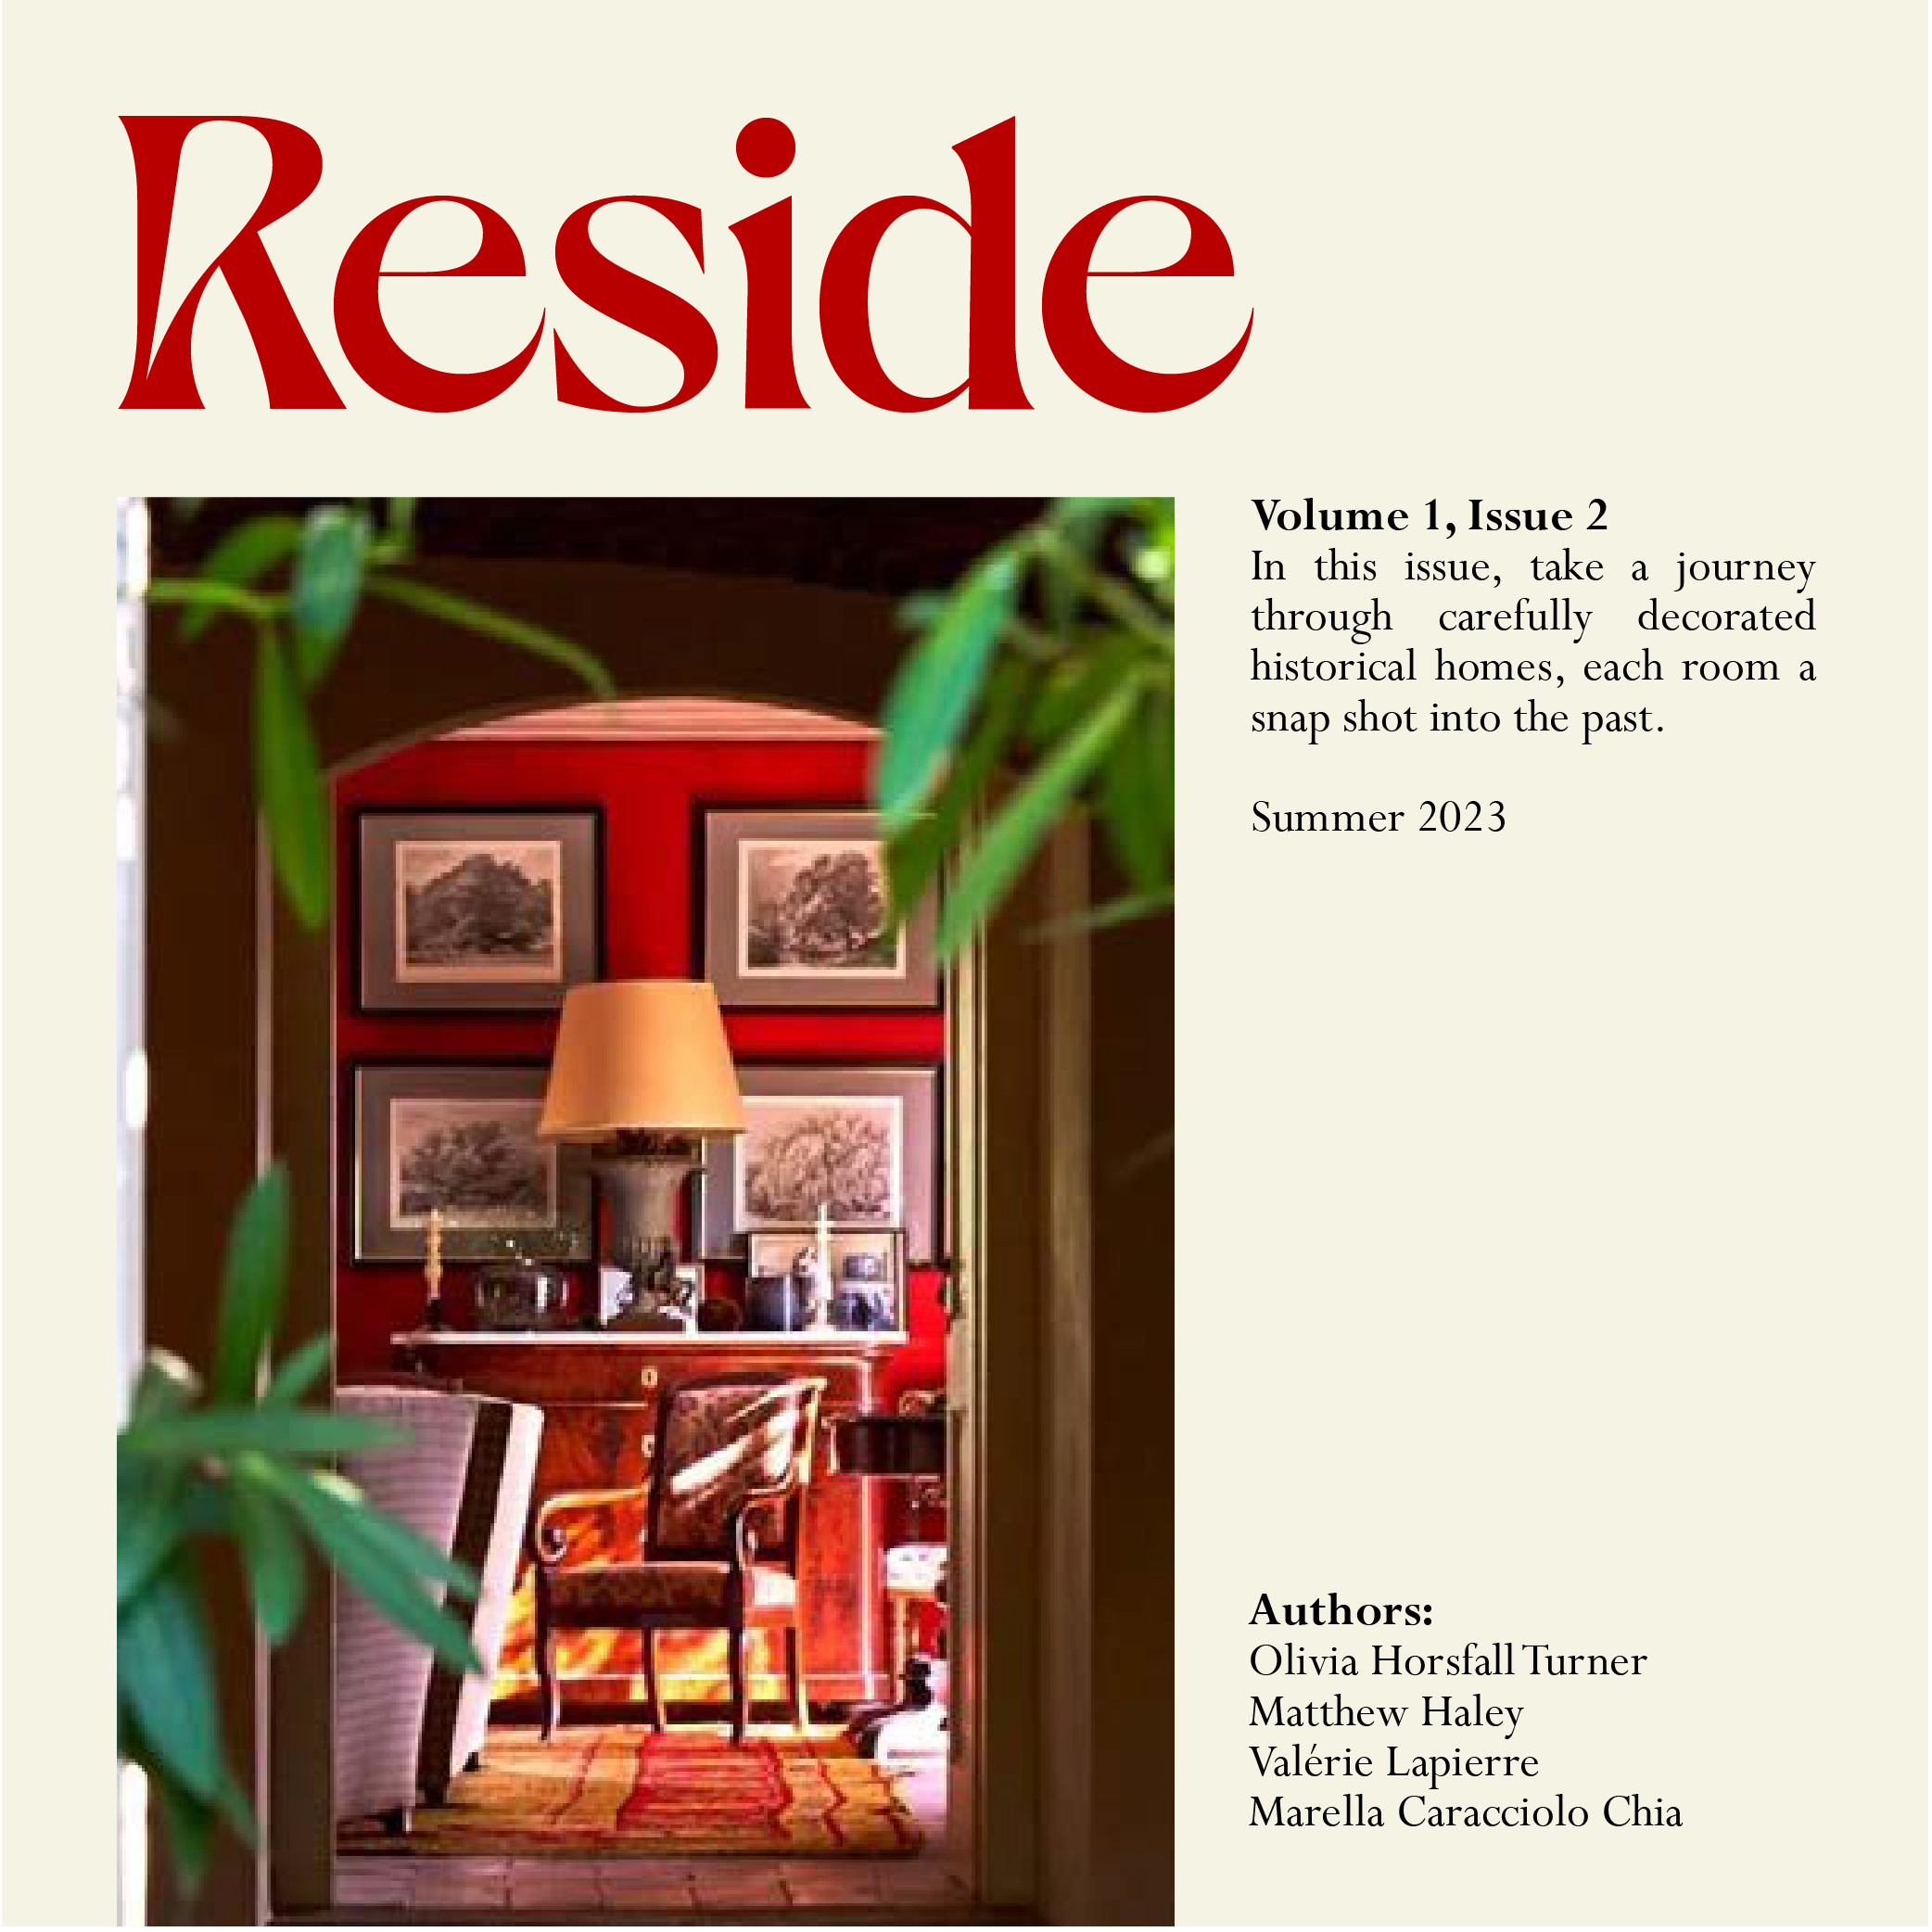 Reside
Volume 1, Issue 2
In this issue, take a journey
through carefully decorated
historical homes, each room a
snap shot into the past.
Summer 2023
Authors:
Olivia Horsfall Turner
Matthew Haley
Valérie Lapierre
Marella Caracciolo Chia